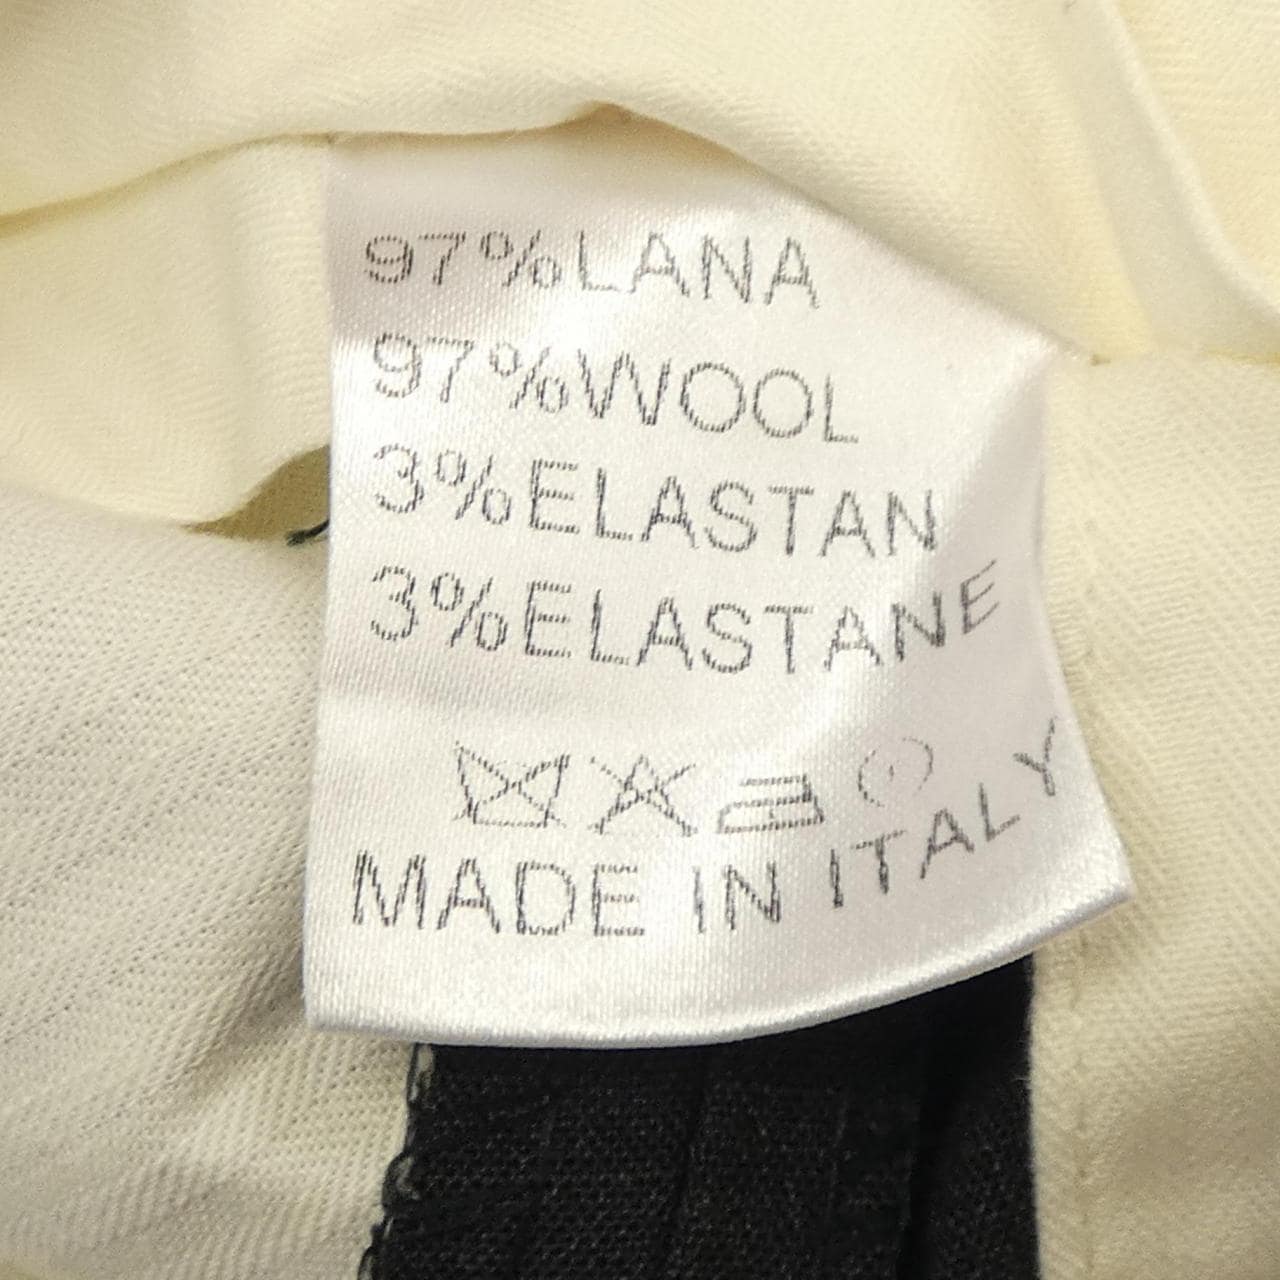 97%LANA
97%WOOL
3%ELASTAN
3%ELASTANE
MADE IN ITALY